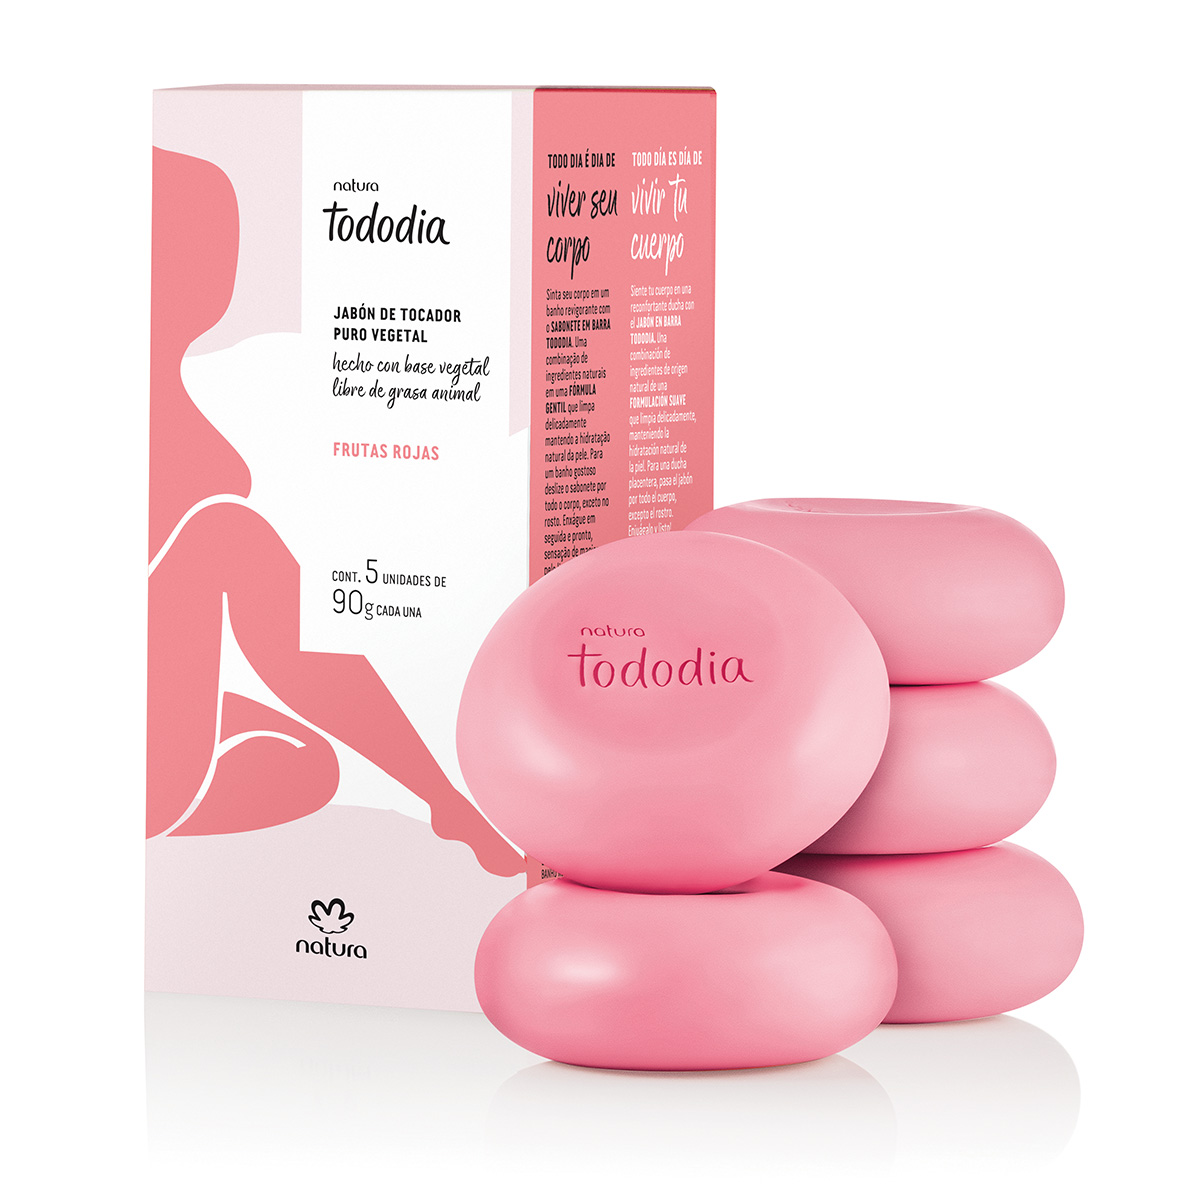 natura
tododia
JABÓN DE TOCADOR
PURO VEGETAL
hecho con base vegetal
libre de grasa animal
FRUTAS ROJAS
CONT. 5 UNIDADES DE
90g CADA UNA
natura
TODO DIA É DIA DE
viver seu
corpo
Sinta seu corpo em um
banho revigorante com
o SABONETE EM BARRA
TODODIA. Uma
combinação de
ingredientes naturais
em uma FÓRMULA
GENTIL que limpa
delicadamente
mantendo a hidratação
natural da pele. Para
um banho gostoso
deslize o sabonete por
todo o corpo, exceto no
rosto. Enxágue em
seguida e pronto,
sensação de
TODO DÍA ES DÍA DE
vivir tu
cuerpo
Siente tu cuerpo en una
reconfortante ducha con
el JABÓN EN BARRA
TODODIA. Una
combinación de
ingredientes de origen
natural de una
FORMULACIÓN SUAVE
que limpia delicadamente,
manteniendo la
hidratación natural de
la piel. Para una ducha
placentera, pasa el jabón
por todo el cuerpo,
excepto el rostro.
Enjuágalo y listo!
BANHO
natura
tododia